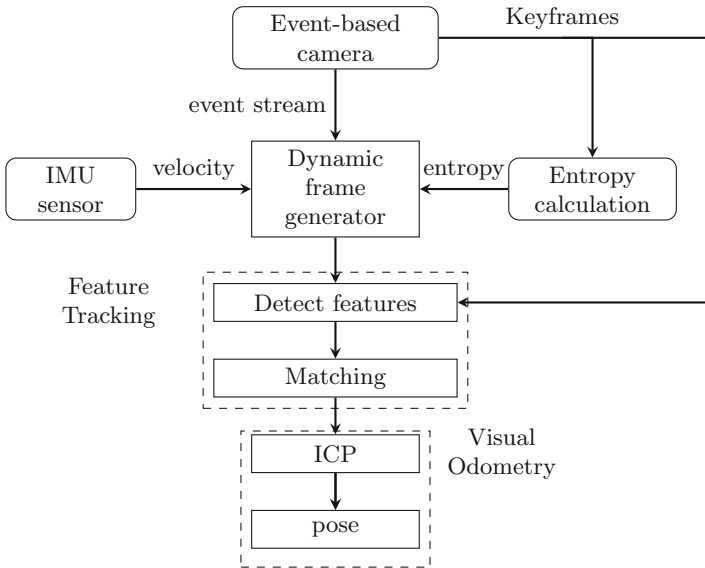 Keyframes
Event-based
camera
event stream
velocity
entropy
IMU
sensor
Dynamic
frame
generator
Entropy
calculation
Feature
Tracking
Detect features
Matching
ICP
Visual
Odometry
pose